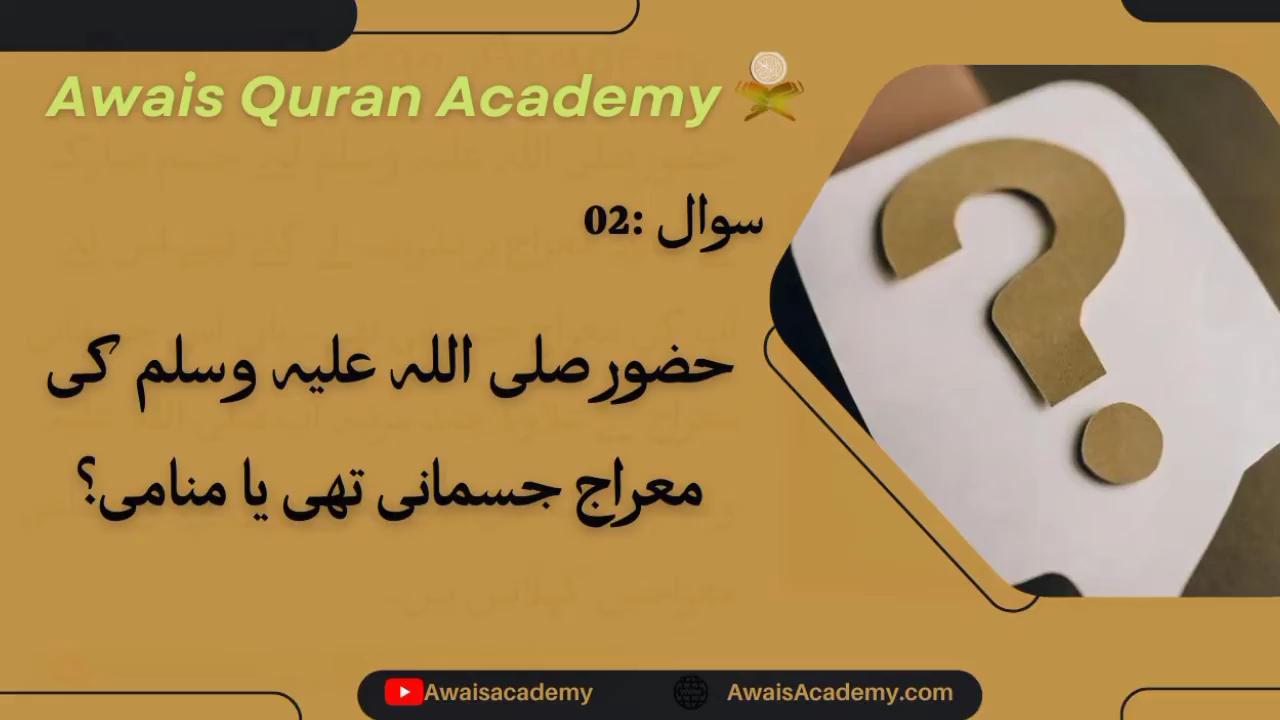 Awais Quran Academy
سوال :02
حضور صلی اللہ علیہ وسلم کی
معراج جسمانی تھی یا منامی؟
Awaisacademy
AwaisAcademy.com